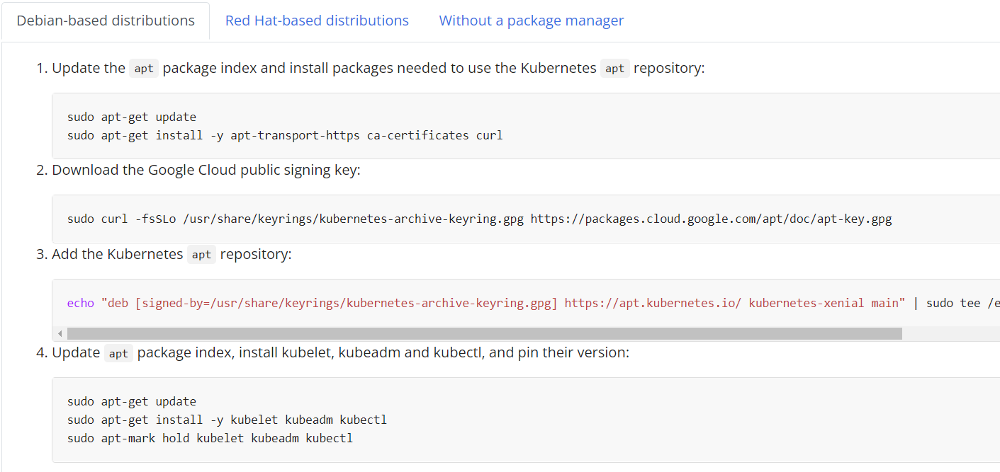 Debian-based distributions Red Hat-based distributions Without a package manager
1. Update the apt package index and install packages needed to use the Kubernetes apt repository:
sudo apt-get update
sudo apt-get install -y apt-transport-https ca-certificates curl
2. Download the Google Cloud public signing key:
sudo curl -fsSLo /usr/share/keyrings/kubernetes-archive-keyring.gpg https://packages.cloud.google.com/apt/doc/apt-key.gpg
3. Add the Kubernetes apt repository:
echo "deb [signed-by=/usr/share/keyrings/kubernetes-archive-keyring.gpg] https://apt.kubernetes.io/ kubernetes-xenial main" | sudo tee /e
4. Update apt package index, install kubelet, kubeadm and kubectl, and pin their version:
sudo apt-get update
sudo apt-get install -y kubelet kubeadm kubectl
sudo apt-mark hold kubelet kubeadm kubectl